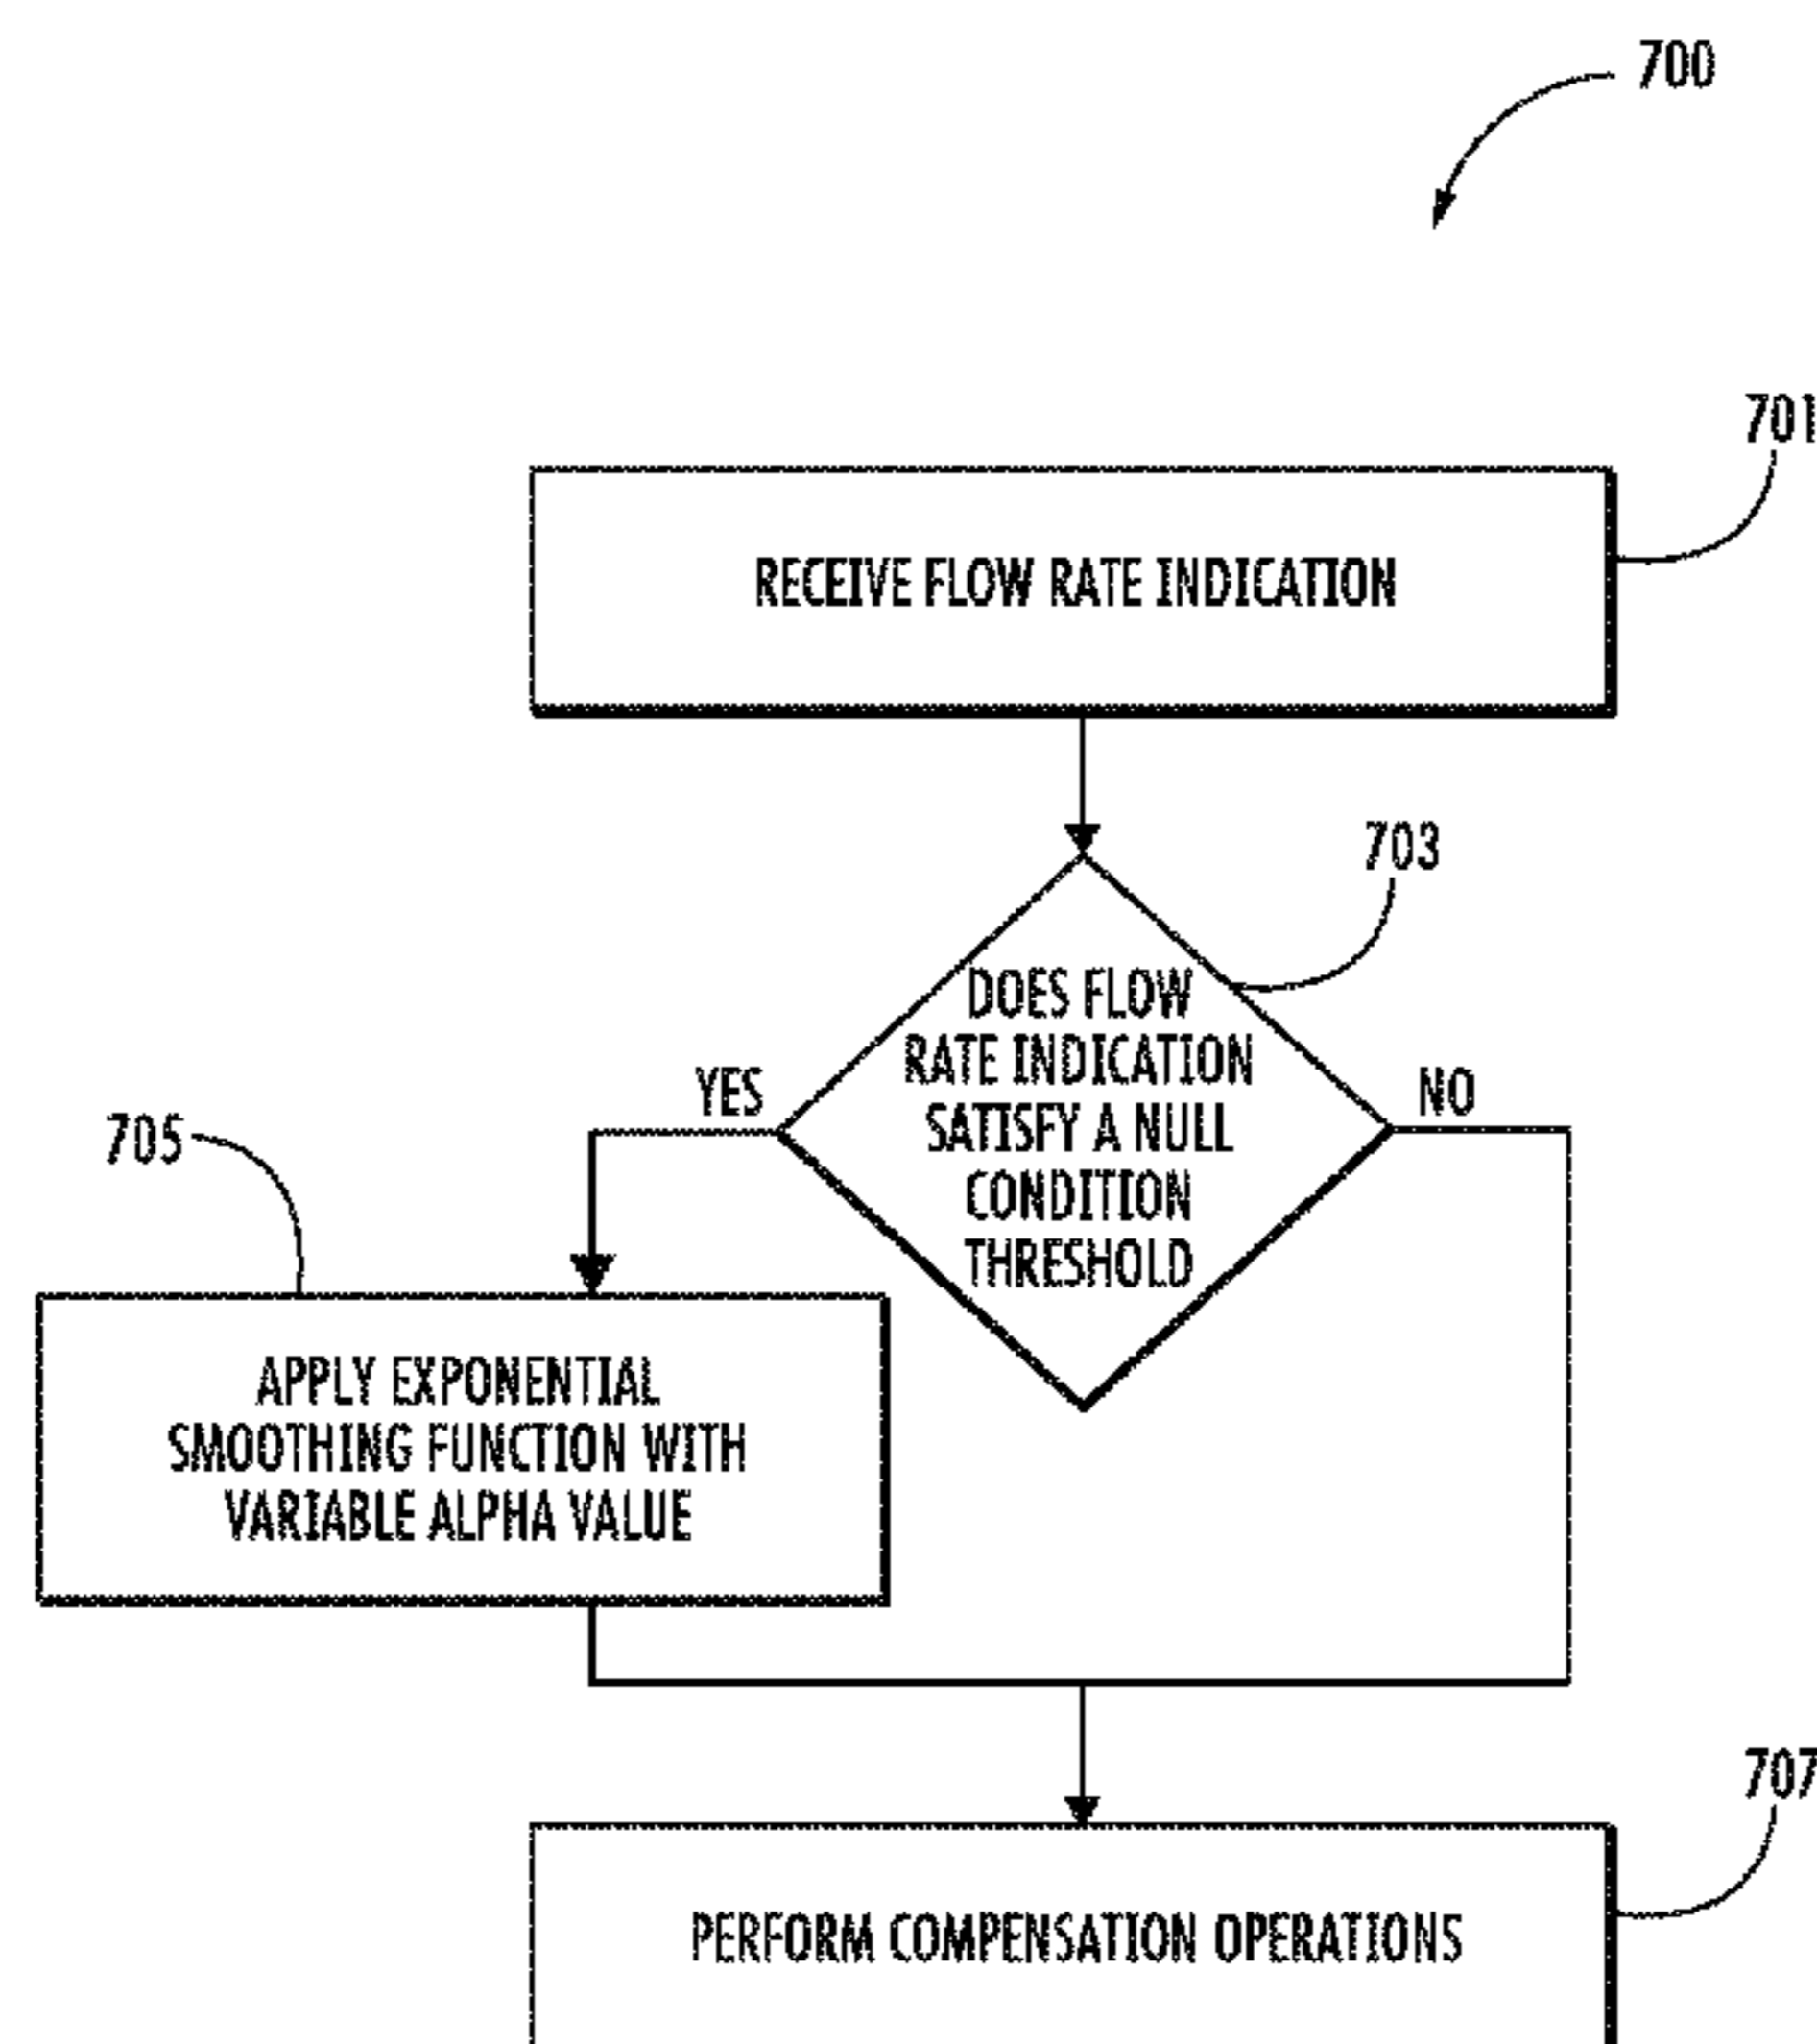 700
701
RECEIVE FLOW RATE INDICATION
703
DOES FLOW
RATE INDICATION
SATISFY A NULL
CONDITION
THRESHOLD
YES
NO
705
APPLY EXPONENTIAL
SMOOTHING FUNCTION WITH
VARIABLE ALPHA VALUE
707
PERFORM COMPENSATION OPERATIONS